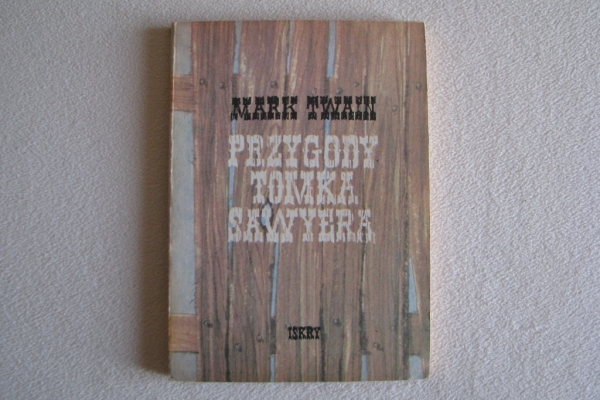 MARK TWAIN
PRZYGODY
TOMKA
SAWYERA
ISKRY